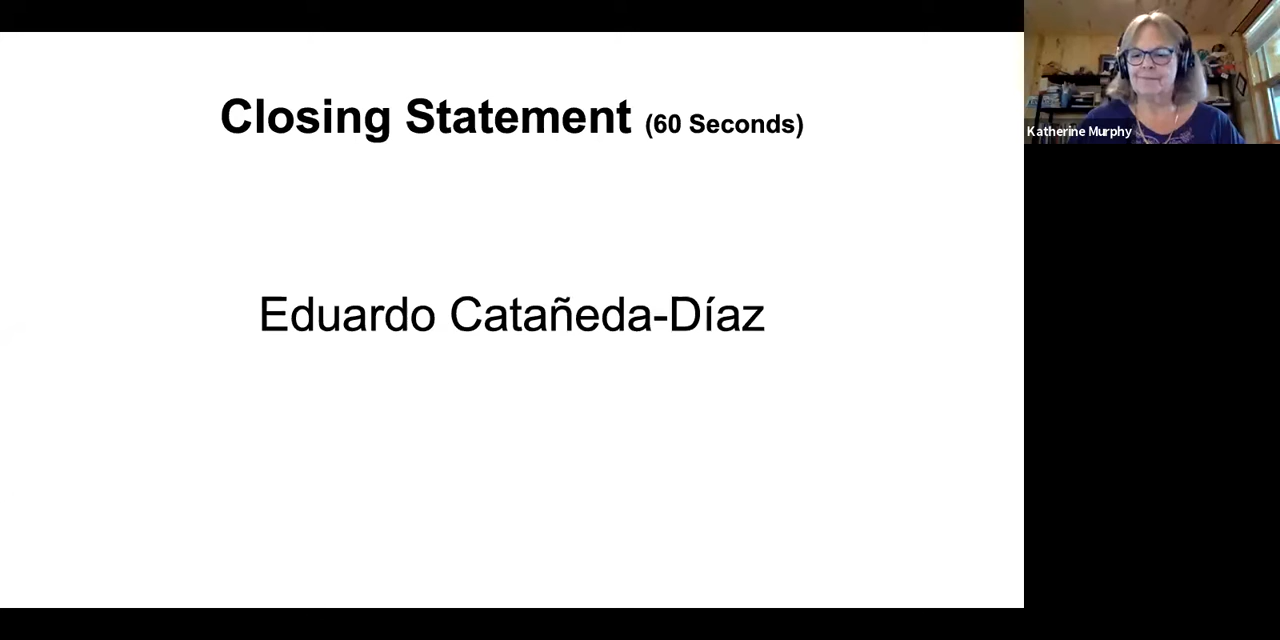 Closing Statement (60 Seconds)
Eduardo Catañeda-Díaz
Katherine Murphy